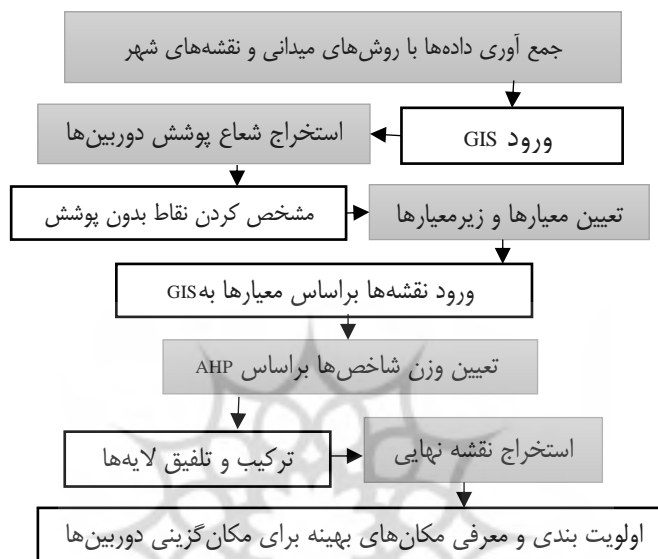 جمع آوری داده‌ها با روش‌های میدانی و نقشه‌های شهر
ورود GIS
استخراج شعاع پوشش دوربین‌ها
مشخص کردن نقاط بدون پوشش
تعیین معیارها و زیرمعیارها
ورود نقشه‌ها براساس معیارها به GIS
تعیین وزن شاخص‌ها براساس AHP
ترکیب و تلفیق لایه‌ها
استخراج نقشه نهایی
اولویت بندی و معرفی مکان‌های بهینه برای مکان‌گزینی دوربین‌ها